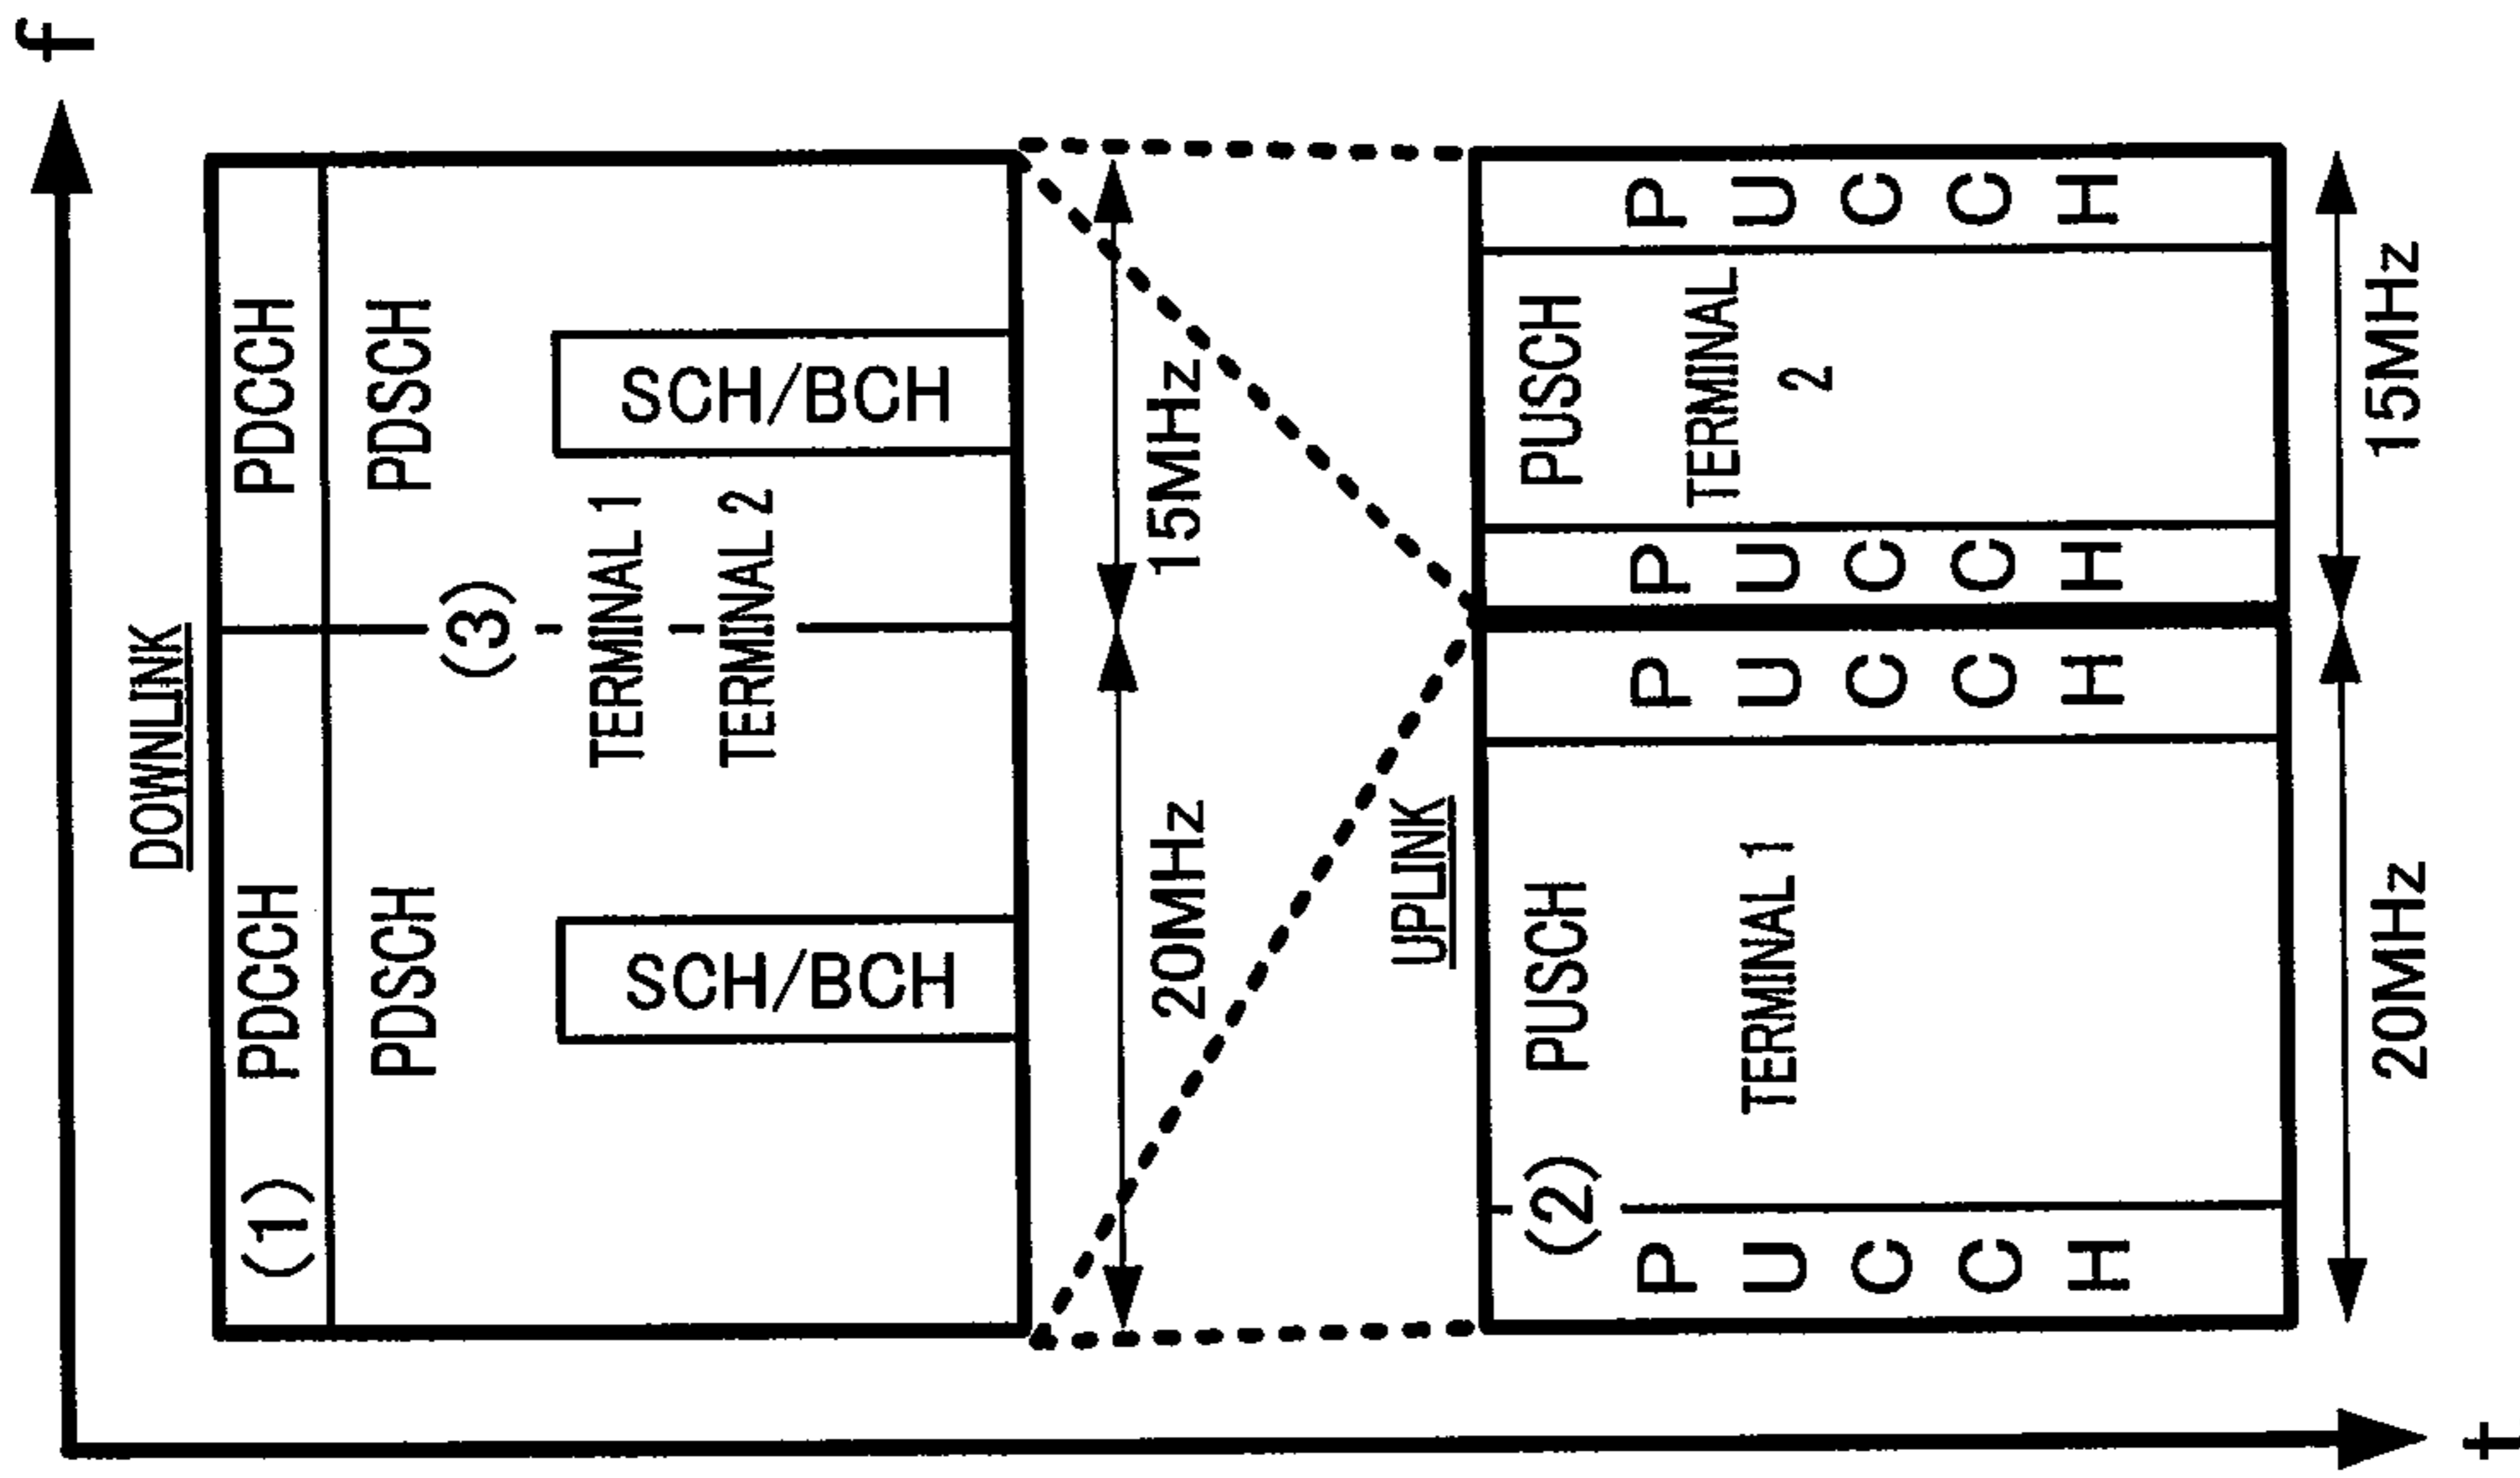 f
DOWNLINK
(1) PDCCH
PDCCH
PDSCH
PDSCH
(3)
TERMINAL 1
TERMINAL 2
SCH/BCH
SCH/BCH
20MHz
15MHz
UPLINK
PUCCH
(2)
PUSCH
TERMINAL 1
PUCCH
PUCCH
PUSCH
TERMINAL
2
PUCCH
20MHz
15MHz
t